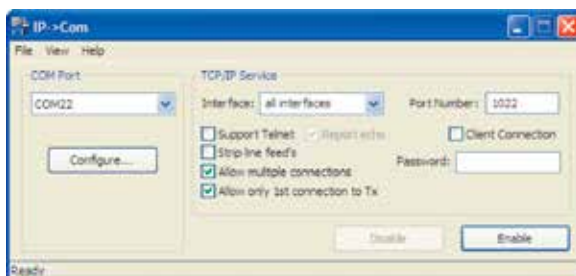 IP->Com
File View Help
COM Port
COM22
Configure...
TCP/IP Service
Interface: all interfaces Port Number: 1022
Support Telnet Report echo Client Connection
Strip line feed's Password:
Allow multiple connections
Allow only 1st connection to Tx
Disable Enable
Ready